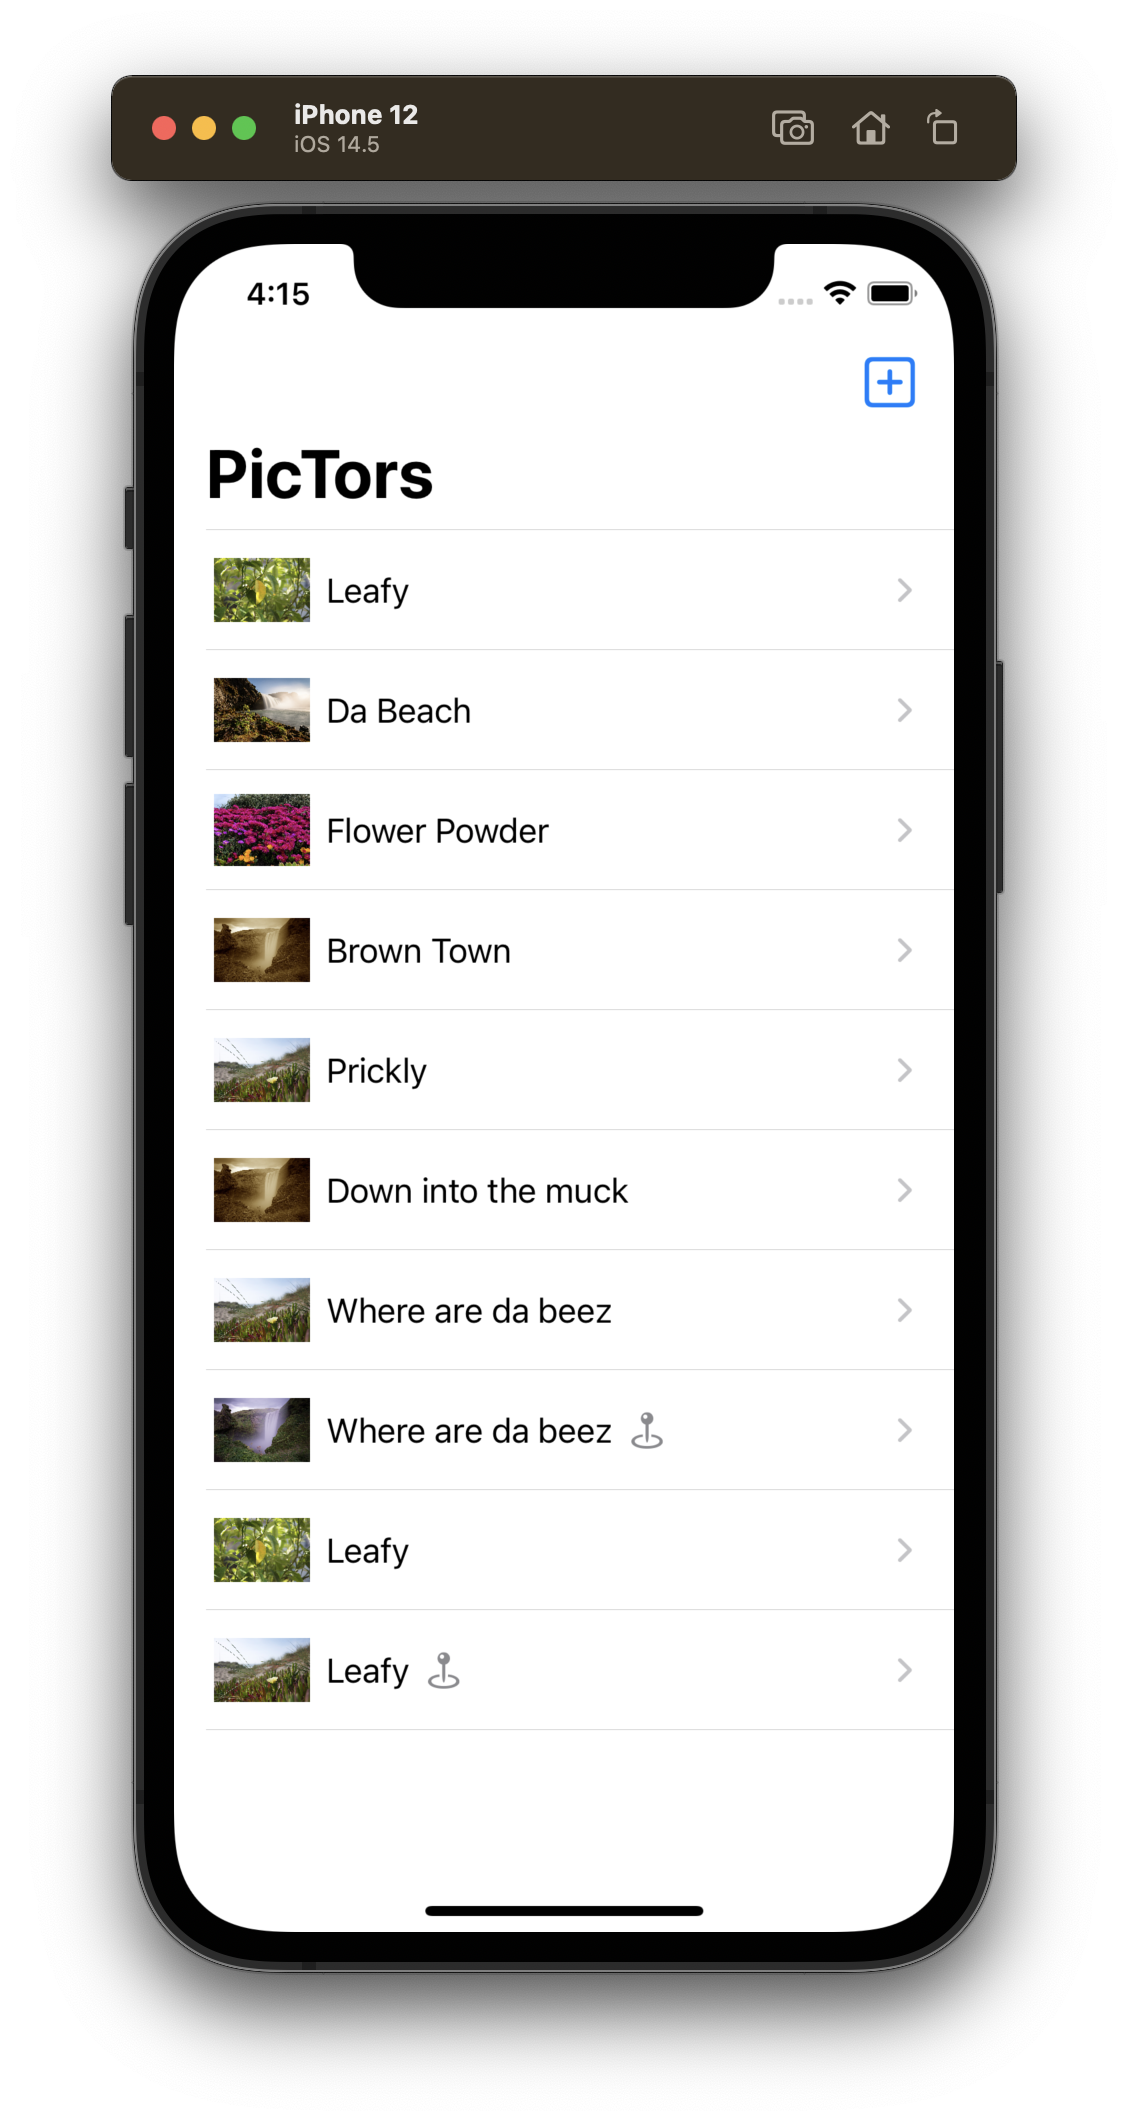 iPhone 12
iOS 14.5
4:15
PicTors
Leafy
Da Beach
Flower Powder
Brown Town
Prickly
Down into the muck
Where are da beez
Where are da beez
Leafy
Leafy